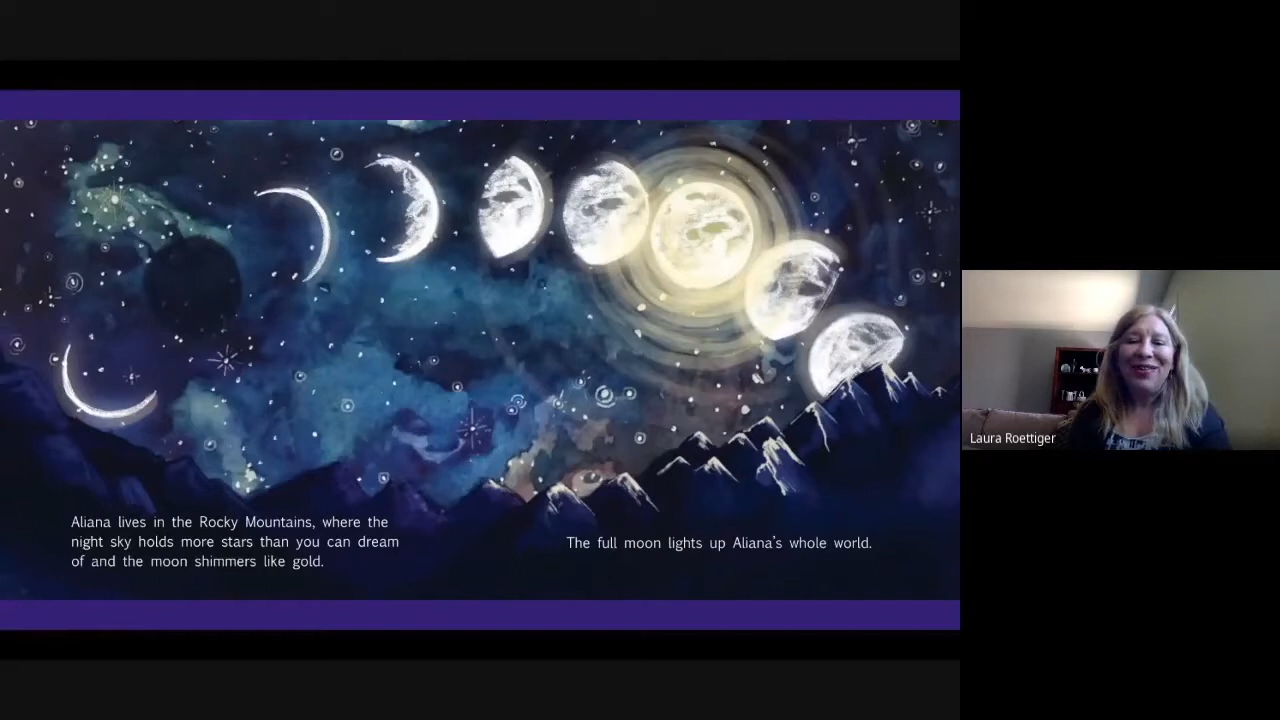 Aliana lives in the Rocky Mountains, where the
night sky holds more stars than you can dream
of and the moon shimmers like gold.
The full moon lights up Aliana's whole world.
Laura Roettiger